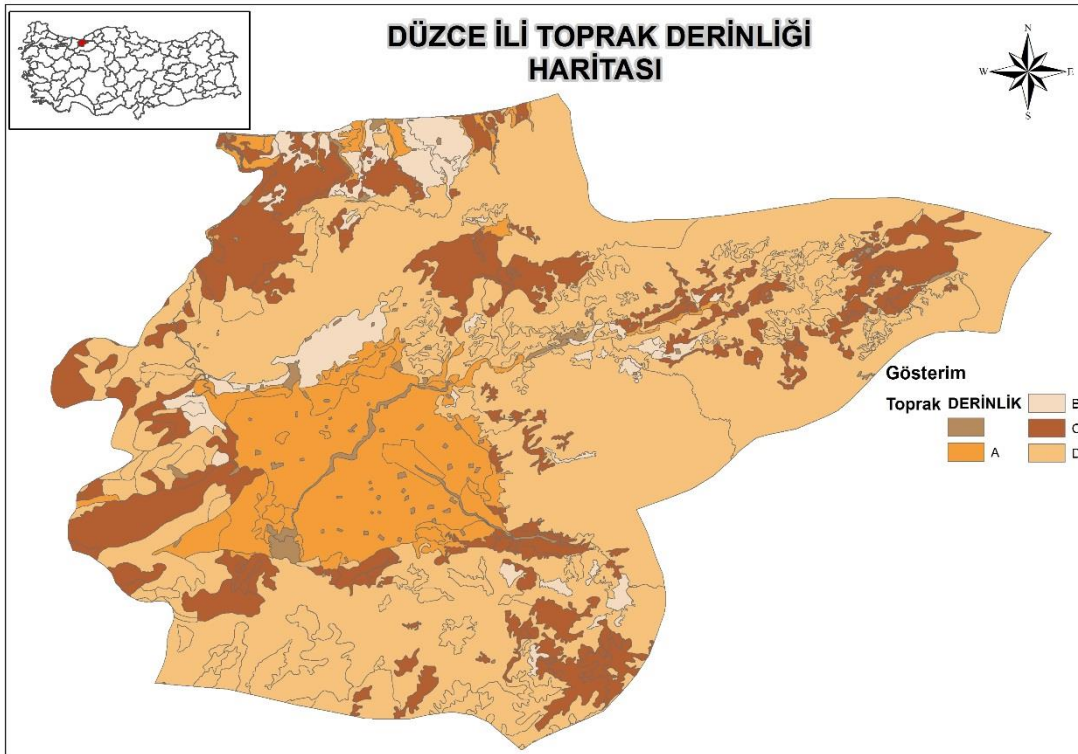 DÜZCE İLİ TOPRAK DERİNLİĞİ
HARİTASI
N
W E
S
Gösterim
Toprak DERİNLİK
B
C
A D